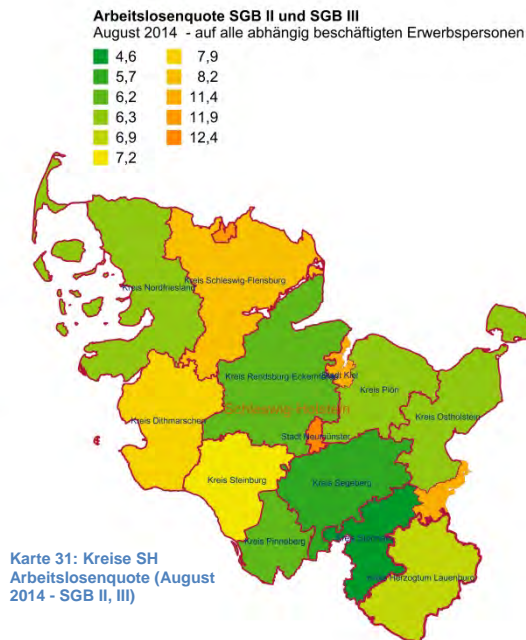 Arbeitslosenquote SGB II und SGB III
August 2014 - auf alle abhängig beschäftigten Erwerbspersonen
4,6
5,7
6,2
6,3
6,9
7,2
7,9
8,2
11,4
11,9
12,4
Kreis Schleswig-Flensburg
Kreis Nordfriesland
Kreis Rendsburg-Eckernförde
Stadt Kiel
Kreis Plön
Kreis Ostholstein
Schleswig-Holstein
Kreis Dithmarschen
Stadt Neumünster
Kreis Steinburg
Kreis Segeberg
Kreis Pinneberg
Kreis Stormarn
Kreis Herzogtum Lauenburg
Karte 31: Kreise SH
Arbeitslosenquote (August
2014 - SGB II, III)